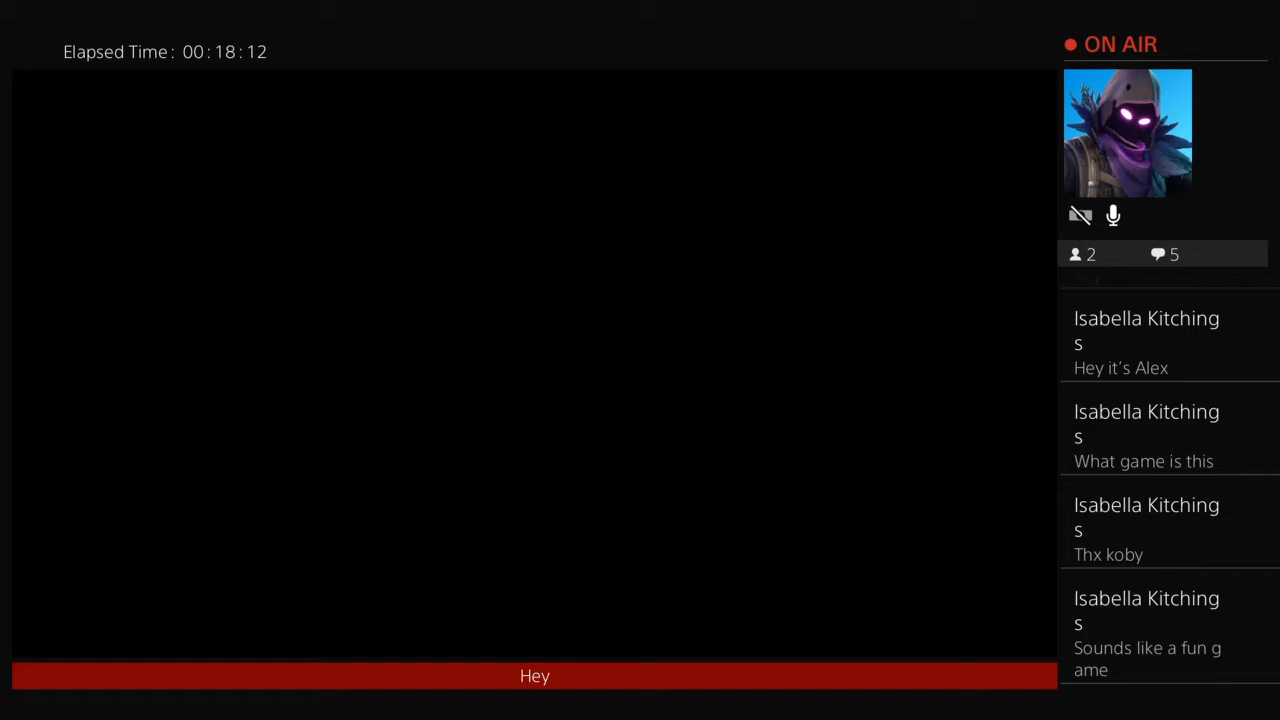 Elapsed Time: 00:18:12
ON AIR
2 5
Isabella Kitching
s
Hey it's Alex
Isabella Kitching
s
What game is this
Isabella Kitching
s
Thx koby
Isabella Kitching
s
Sounds like a fun g
ame
Hey